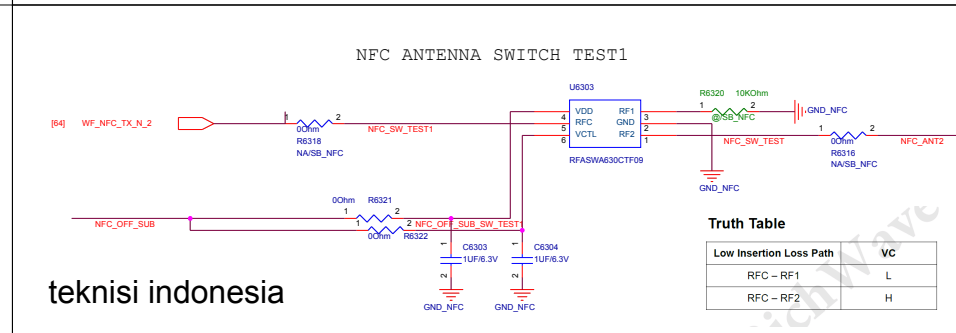 NFC ANTENNA SWITCH TEST1
U6303
R6320 10KOhm
1 2
@/SB_NFC
GND_NFC
VDD RF1
RFC GND
VCTL RF2
4 3
5 2
6 1
RFASWA630CTF09
[64] WF_NFC_TX_N_2
1 2
0Ohm
R6318
NA/SB_NFC
NFC_SW_TEST1
NFC_SW_TEST
1 2
0Ohm
R6316
NA/SB_NFC
NFC_ANT2
GND_NFC
0Ohm R6321
1 2
NFC_OFF_SUB
1 2
NFC_OFF_SUB_SW_TEST1
0Ohm R6322
1 C6303
1UF/6.3V
2
GND_NFC
1 C6304
1UF/6.3V
2
GND_NFC
Truth Table
Low Insertion Loss Path VC
RFC – RF1 L
RFC – RF2 H
teknisi indonesia